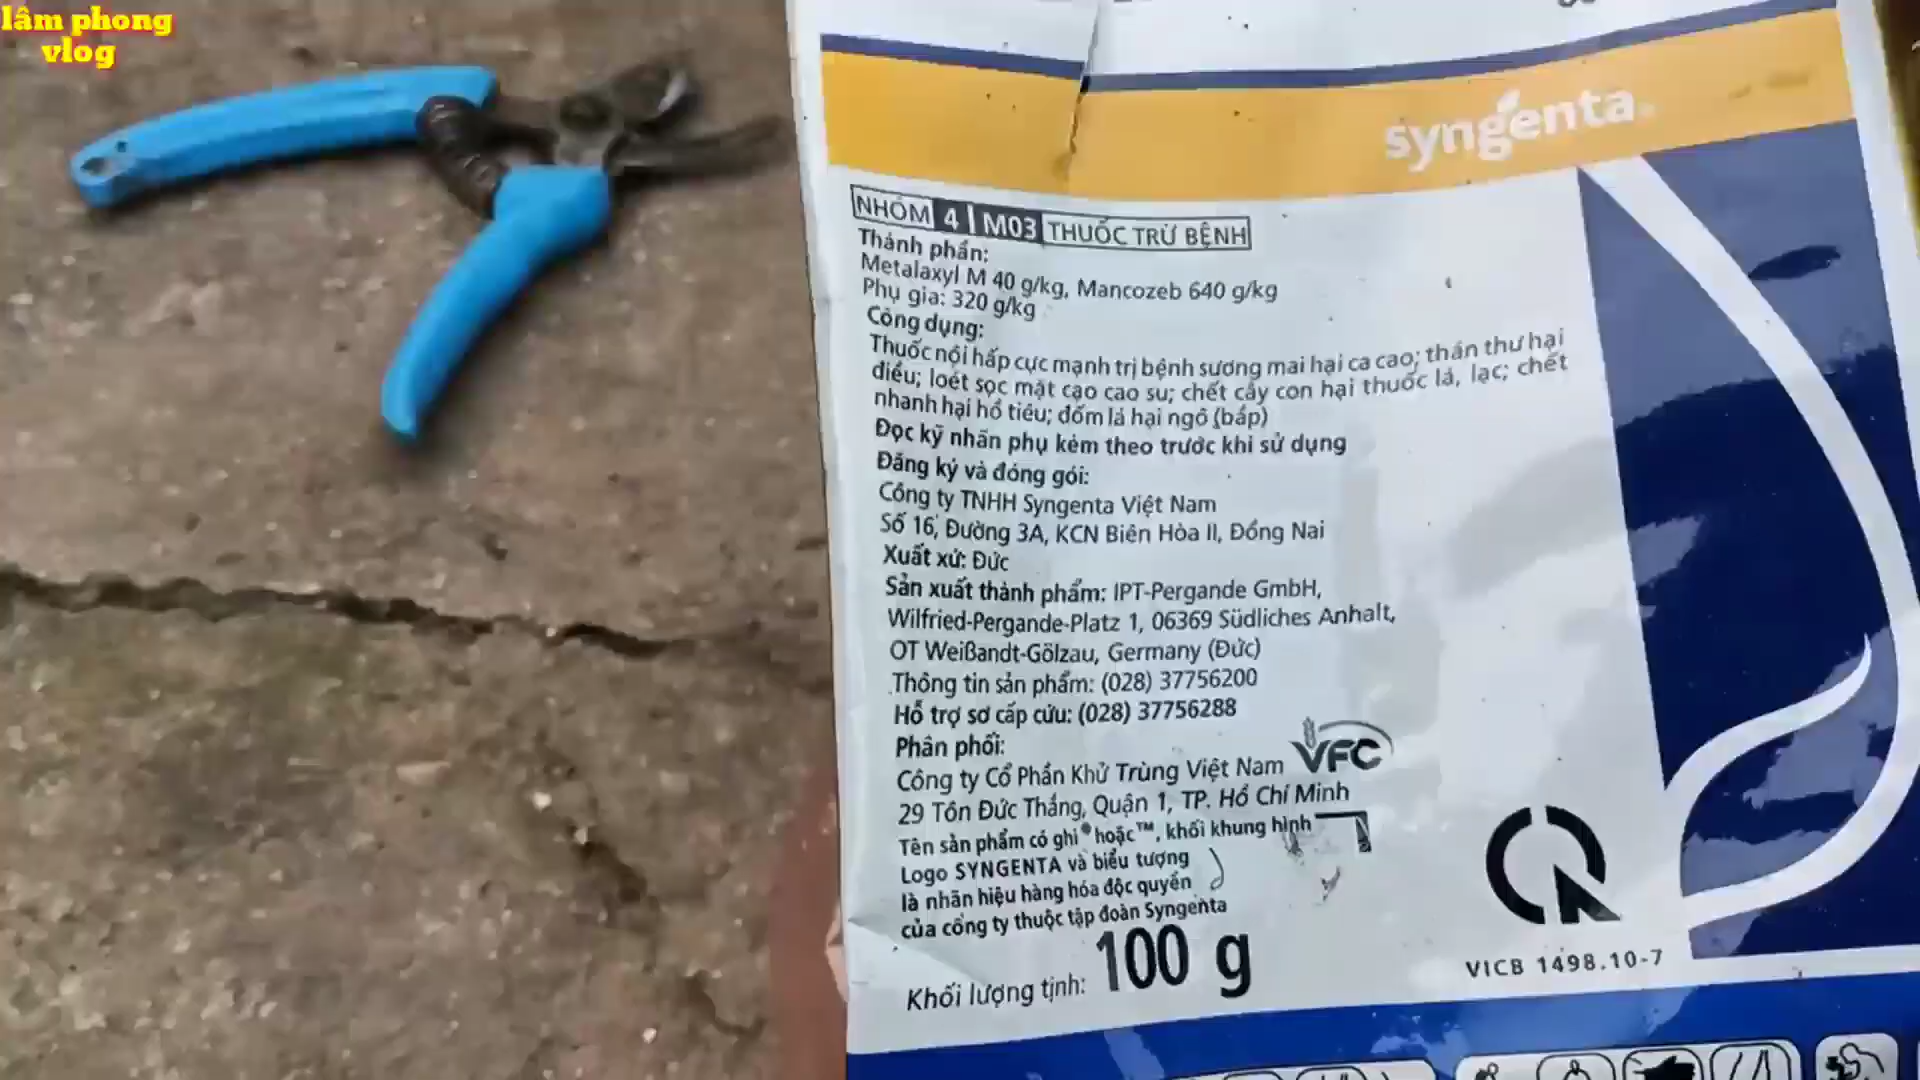 lâm phong
vlog
syngenta
NHÓM 4 | M03 THUỐC TRỪ BỆNH
Thành phần:
Metalaxyl M 40 g/kg, Mancozeb 640 g/kg
Phụ gia: 320 g/kg
Công dụng:
Thuốc nội hấp cực mạnh trị bệnh sương mai hại ca cao; thán thư hại
điều; loét sọc mặt cạo cao su; chết cây con hại thuốc lá, lạc; chết
nhanh hại hồ tiêu; đốm lá hại ngô (bắp)
Đọc kỹ nhãn phụ kèm theo trước khi sử dụng
Đăng ký và đóng gói:
Công ty TNHH Syngenta Việt Nam
Số 16, Đường 3A, KCN Biên Hòa II, Đồng Nai
Xuất xứ: Đức
Sản xuất thành phẩm: IPT-Pergande GmbH,
Wilfried-Pergande-Platz 1, 06369 Südliches Anhalt,
OT Weißandt-Gölzau, Germany (Đức)
Thông tin sản phẩm: (028) 37756200
Hỗ trợ sơ cấp cứu: (028) 37756288
Phân phối:
VFC
Công ty Cổ Phần Khử Trùng Việt Nam
29 Tôn Đức Thắng, Quận 1, TP. Hồ Chí Minh
Tên sản phẩm có ghi ® hoặc ™, khối khung hình
Logo SYNGENTA và biểu tượng
là nhãn hiệu hàng hóa độc quyền
của công ty thuộc tập đoàn Syngenta
Khối lượng tịnh: 100 g
VICB 1498.10-7